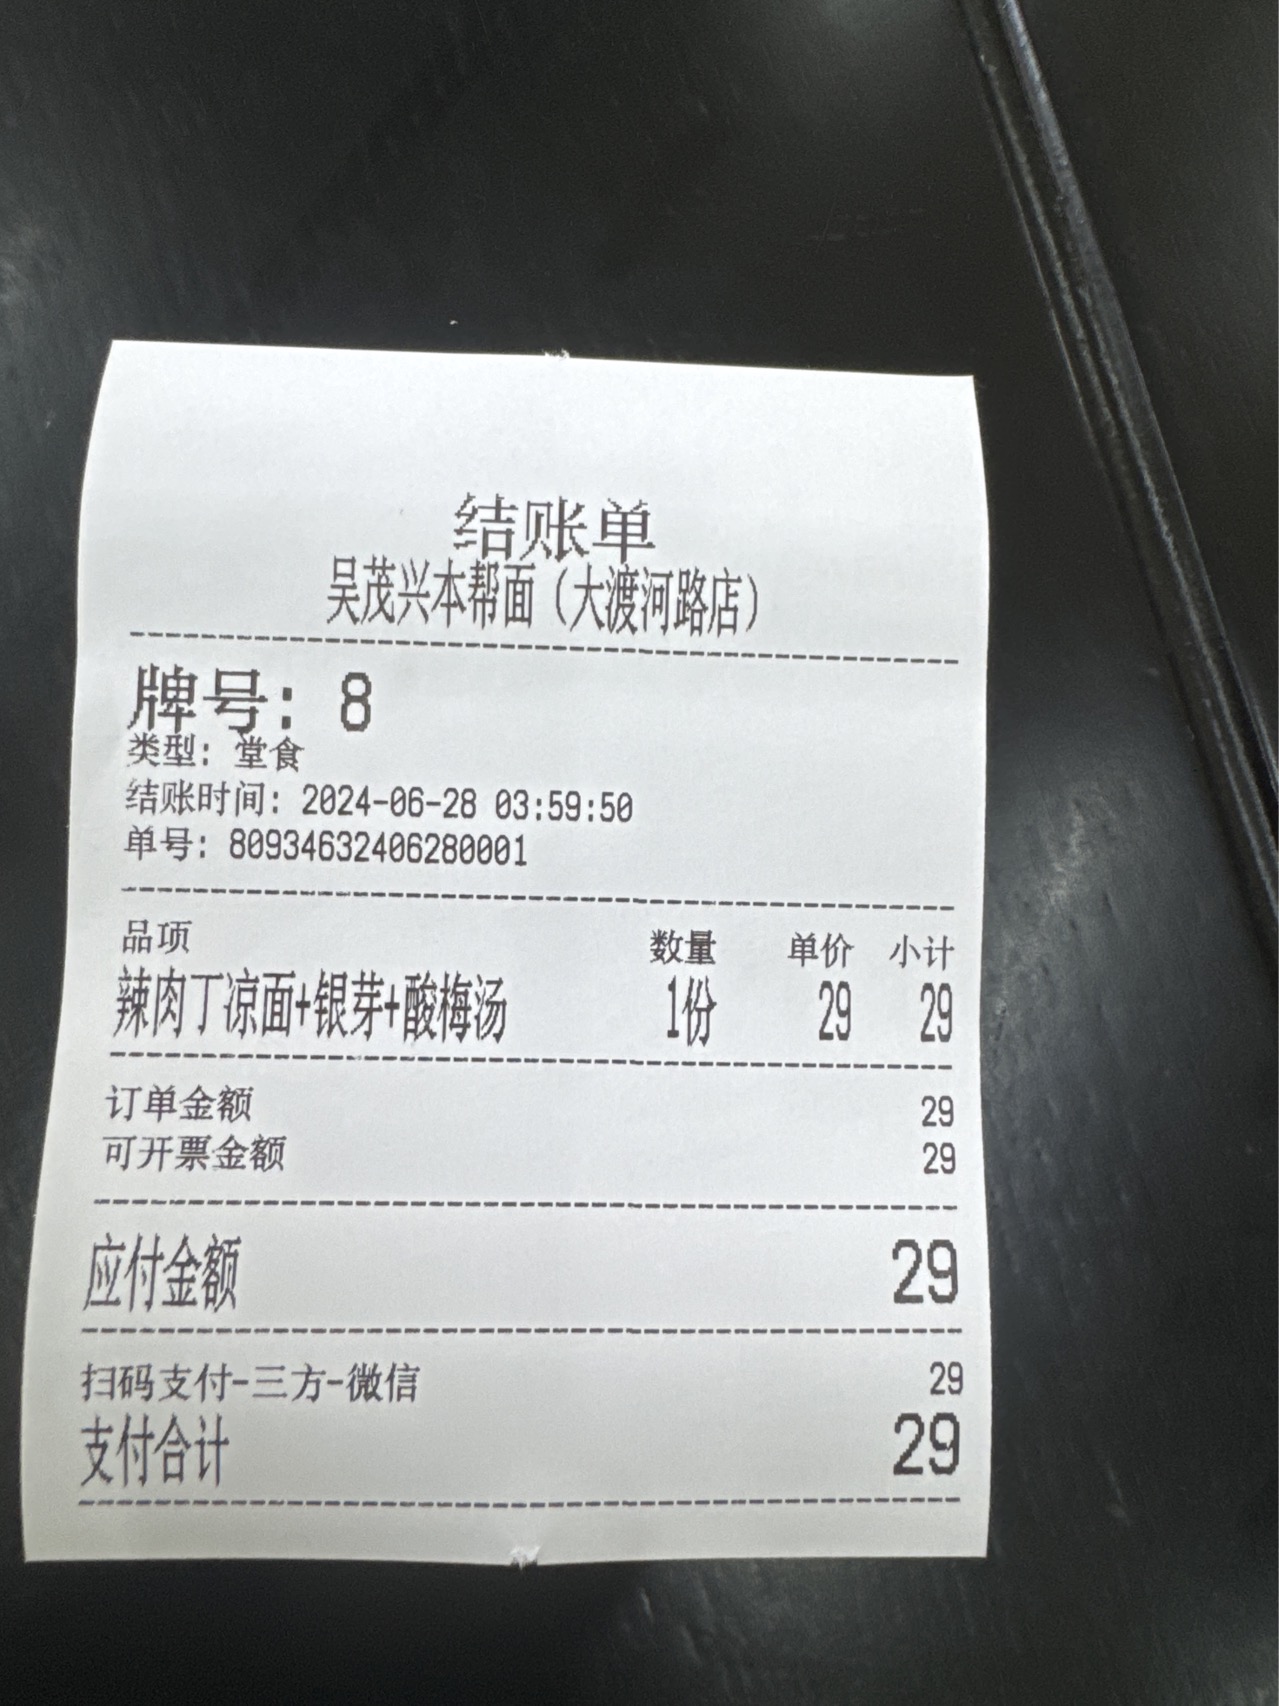 结账单
吴茂兴本帮面（大渡河路店）
牌号：8
类型：堂食
结账时间：2024-06-28 03:59:50
单号：80934632406280001
品项 数量 单价 小计
辣肉丁凉面+银芽+酸梅汤 1份 29 29
订单金额 29
可开票金额 29
应付金额 29
扫码支付-三方-微信 29
支付合计 29